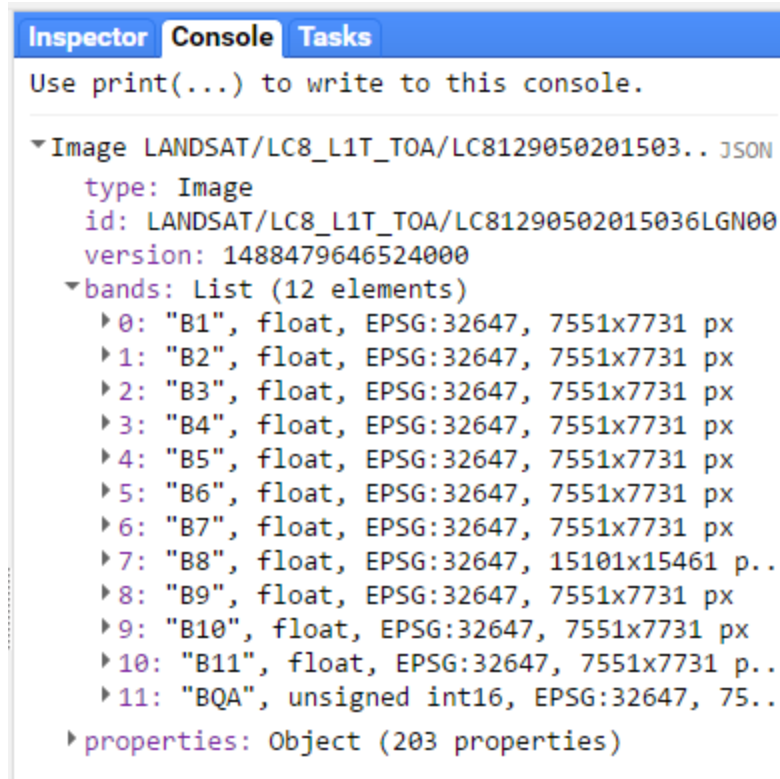 Inspector Console Tasks
Use print(...) to write to this console.
Image LANDSAT/LC8_L1T_TOA/LC8129050201503.. JSON
type: Image
id: LANDSAT/LC8_L1T_TOA/LC81290502015036LGN00
version: 1488479646524000
bands: List (12 elements)
0: "B1", float, EPSG:32647, 7551x7731 px
1: "B2", float, EPSG:32647, 7551x7731 px
2: "B3", float, EPSG:32647, 7551x7731 px
3: "B4", float, EPSG:32647, 7551x7731 px
4: "B5", float, EPSG:32647, 7551x7731 px
5: "B6", float, EPSG:32647, 7551x7731 px
6: "B7", float, EPSG:32647, 7551x7731 px
7: "B8", float, EPSG:32647, 15101x15461 p..
8: "B9", float, EPSG:32647, 7551x7731 px
9: "B10", float, EPSG:32647, 7551x7731 px
10: "B11", float, EPSG:32647, 7551x7731 p..
11: "BQA", unsigned int16, EPSG:32647, 75..
properties: Object (203 properties)